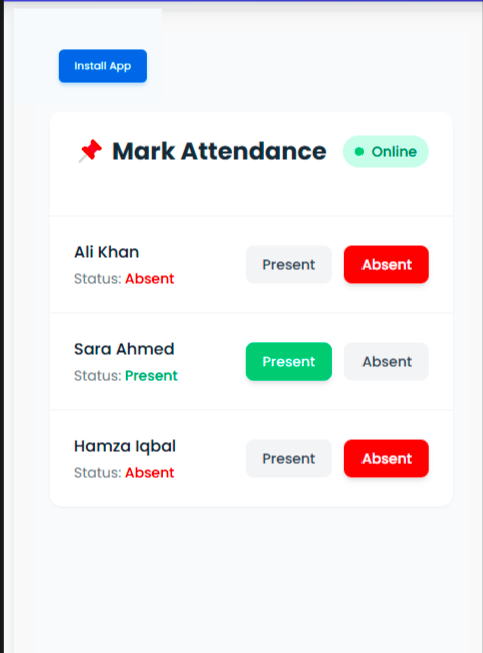 Install App
📌 Mark Attendance
Online
Ali Khan
Status: Absent
Present
Absent
Sara Ahmed
Status: Present
Present
Absent
Hamza Iqbal
Status: Absent
Present
Absent